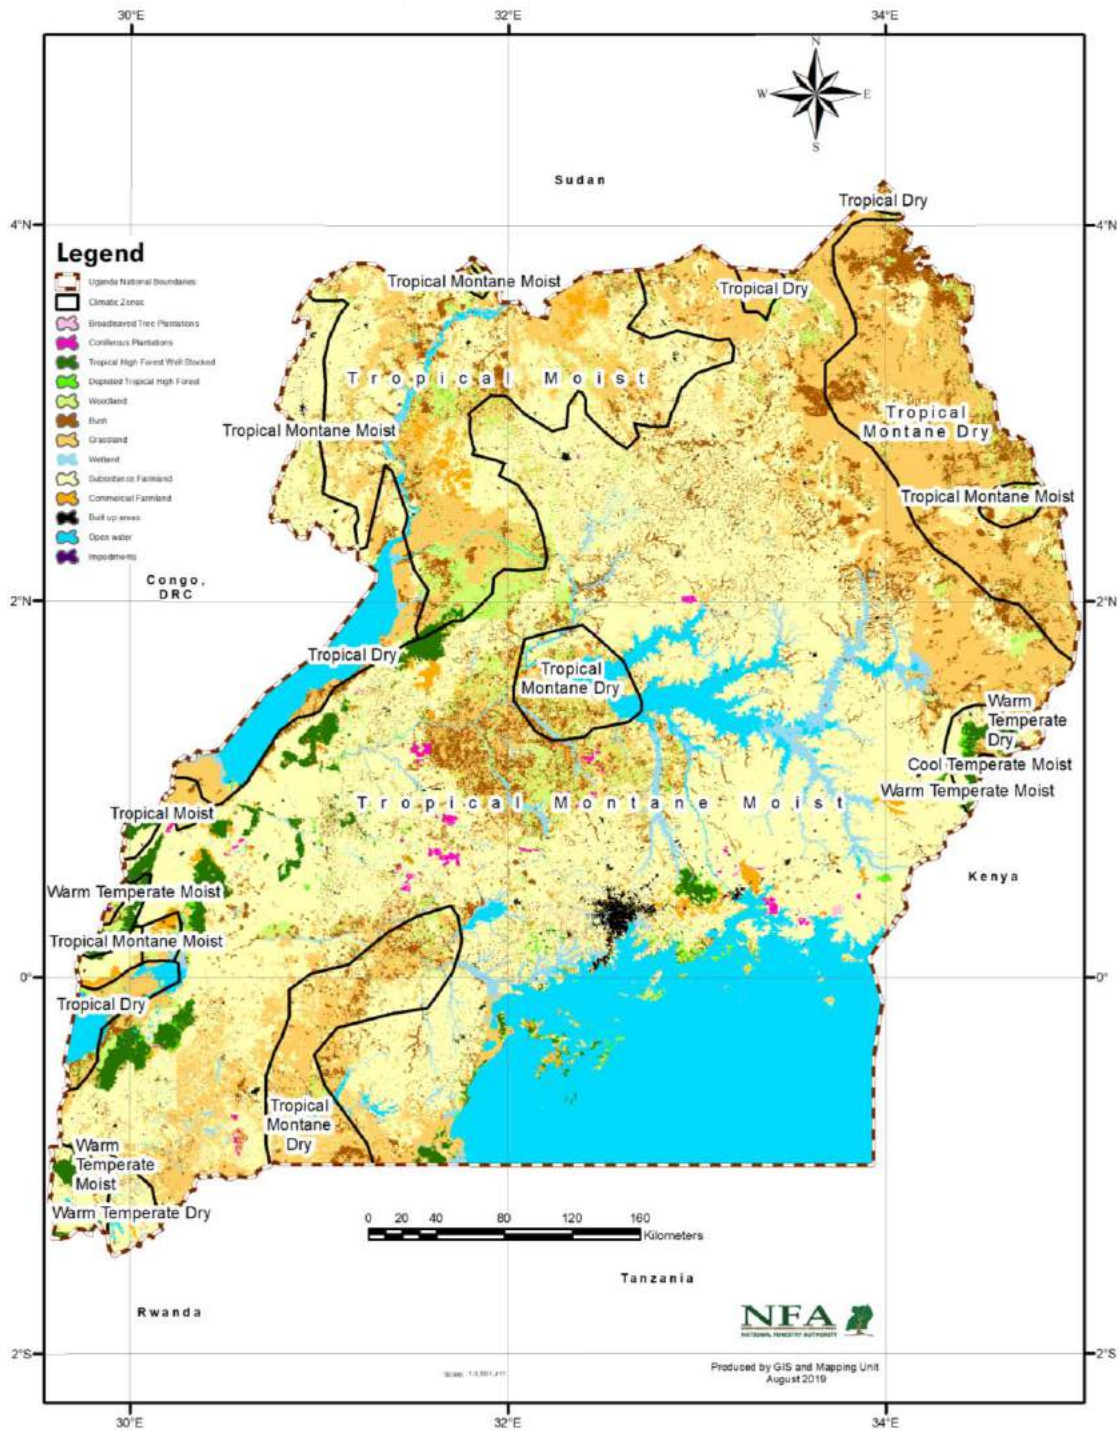 30°E
32°E
34°E
N
W
E
S
Sudan
4°N
4°N
Tropical Dry
Legend
Uganda National Boundaries
Climatic Zones
Broadleaved Tree Plantations
Coniferous Plantations
Tropical High Forest Well Stocked
Depleted Tropical High Forest
Woodland
Bush
Grassland
Wetland
Subsistence Farmland
Commercial Farmland
Built up areas
Open water
Impediments
Tropical Montane Moist
Tropical Dry
Tropical Moist
Tropical Montane Moist
Tropical
Montane Dry
Tropical Montane Moist
Congo,
DRC
2°N
2°N
Tropical Dry
Tropical
Montane Dry
Warm
Temperate
Dry
Cool Temperate Moist
Warm Temperate Moist
Tropical Montane Moist
Tropical Moist
Kenya
Warm Temperate Moist
Tropical Montane Moist
0°
0°
Tropical Dry
Tropical
Montane
Dry
Warm
Temperate
Moist
Warm Temperate Dry
0 20 40 80 120 160
Kilometers
Tanzania
Rwanda
NFA
NATIONAL FORESTRY AUTHORITY
2°S
2°S
Produced by GIS and Mapping Unit
August 2019
Scale
30°E
32°E
34°E